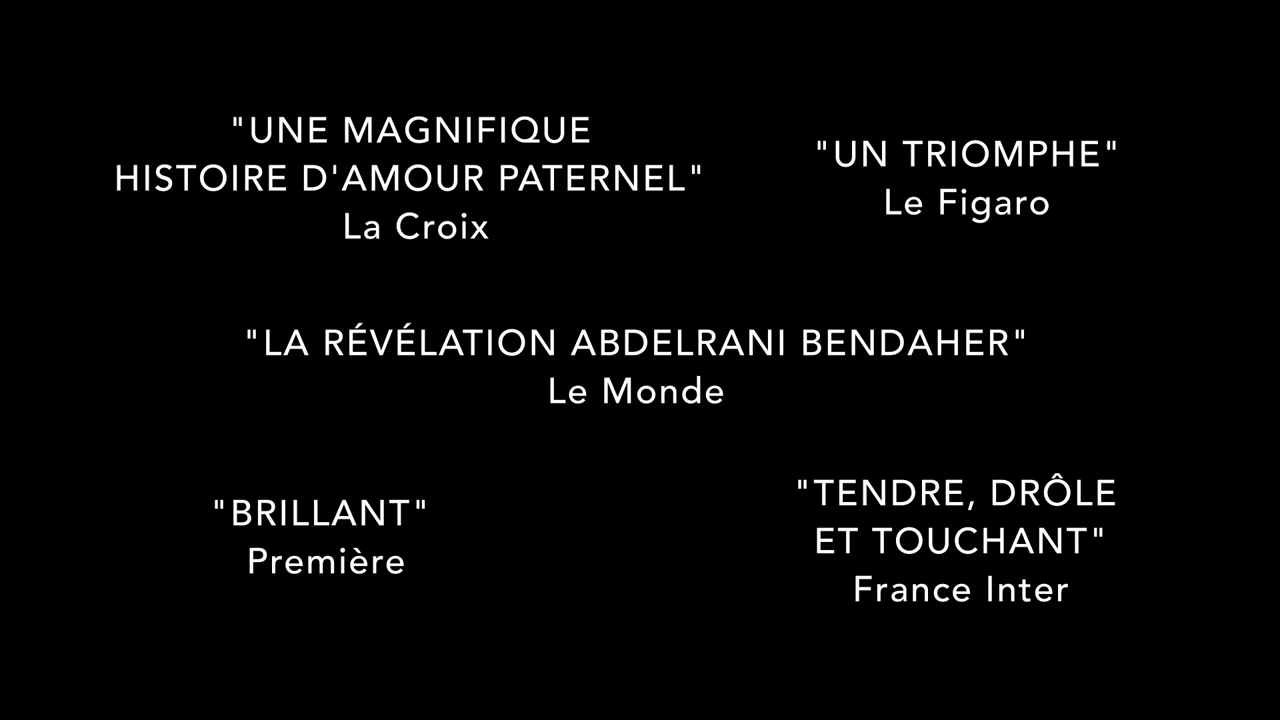 "UNE MAGNIFIQUE
HISTOIRE D'AMOUR PATERNEL"
La Croix
"UN TRIOMPHE"
Le Figaro
"LA RÉVÉLATION ABDELRANI BENDAHER"
Le Monde
"BRILLANT"
Première
"TENDRE, DRÔLE
ET TOUCHANT"
France Inter